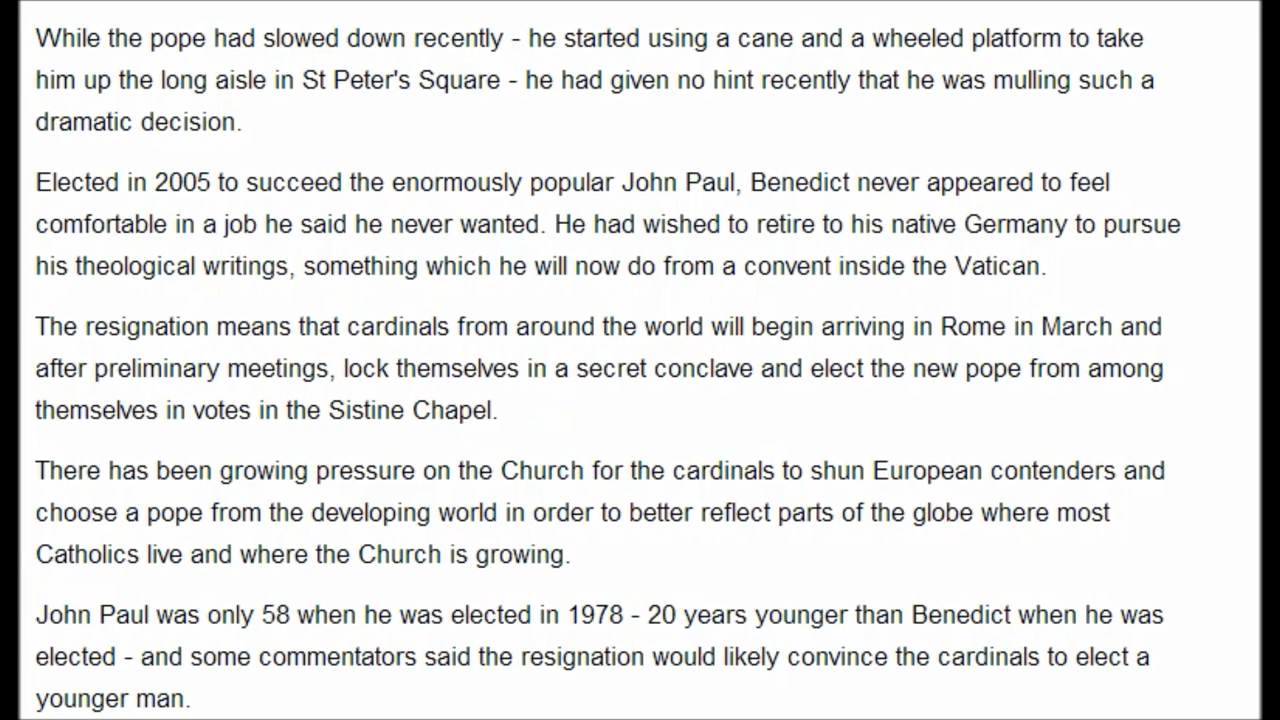 While the pope had slowed down recently - he started using a cane and a wheeled platform to take
him up the long aisle in St Peter's Square - he had given no hint recently that he was mulling such a
dramatic decision.
Elected in 2005 to succeed the enormously popular John Paul, Benedict never appeared to feel
comfortable in a job he said he never wanted. He had wished to retire to his native Germany to pursue
his theological writings, something which he will now do from a convent inside the Vatican.
The resignation means that cardinals from around the world will begin arriving in Rome in March and
after preliminary meetings, lock themselves in a secret conclave and elect the new pope from among
themselves in votes in the Sistine Chapel.
There has been growing pressure on the Church for the cardinals to shun European contenders and
choose a pope from the developing world in order to better reflect parts of the globe where most
Catholics live and where the Church is growing.
John Paul was only 58 when he was elected in 1978 - 20 years younger than Benedict when he was
elected - and some commentators said the resignation would likely convince the cardinals to elect a
younger man.